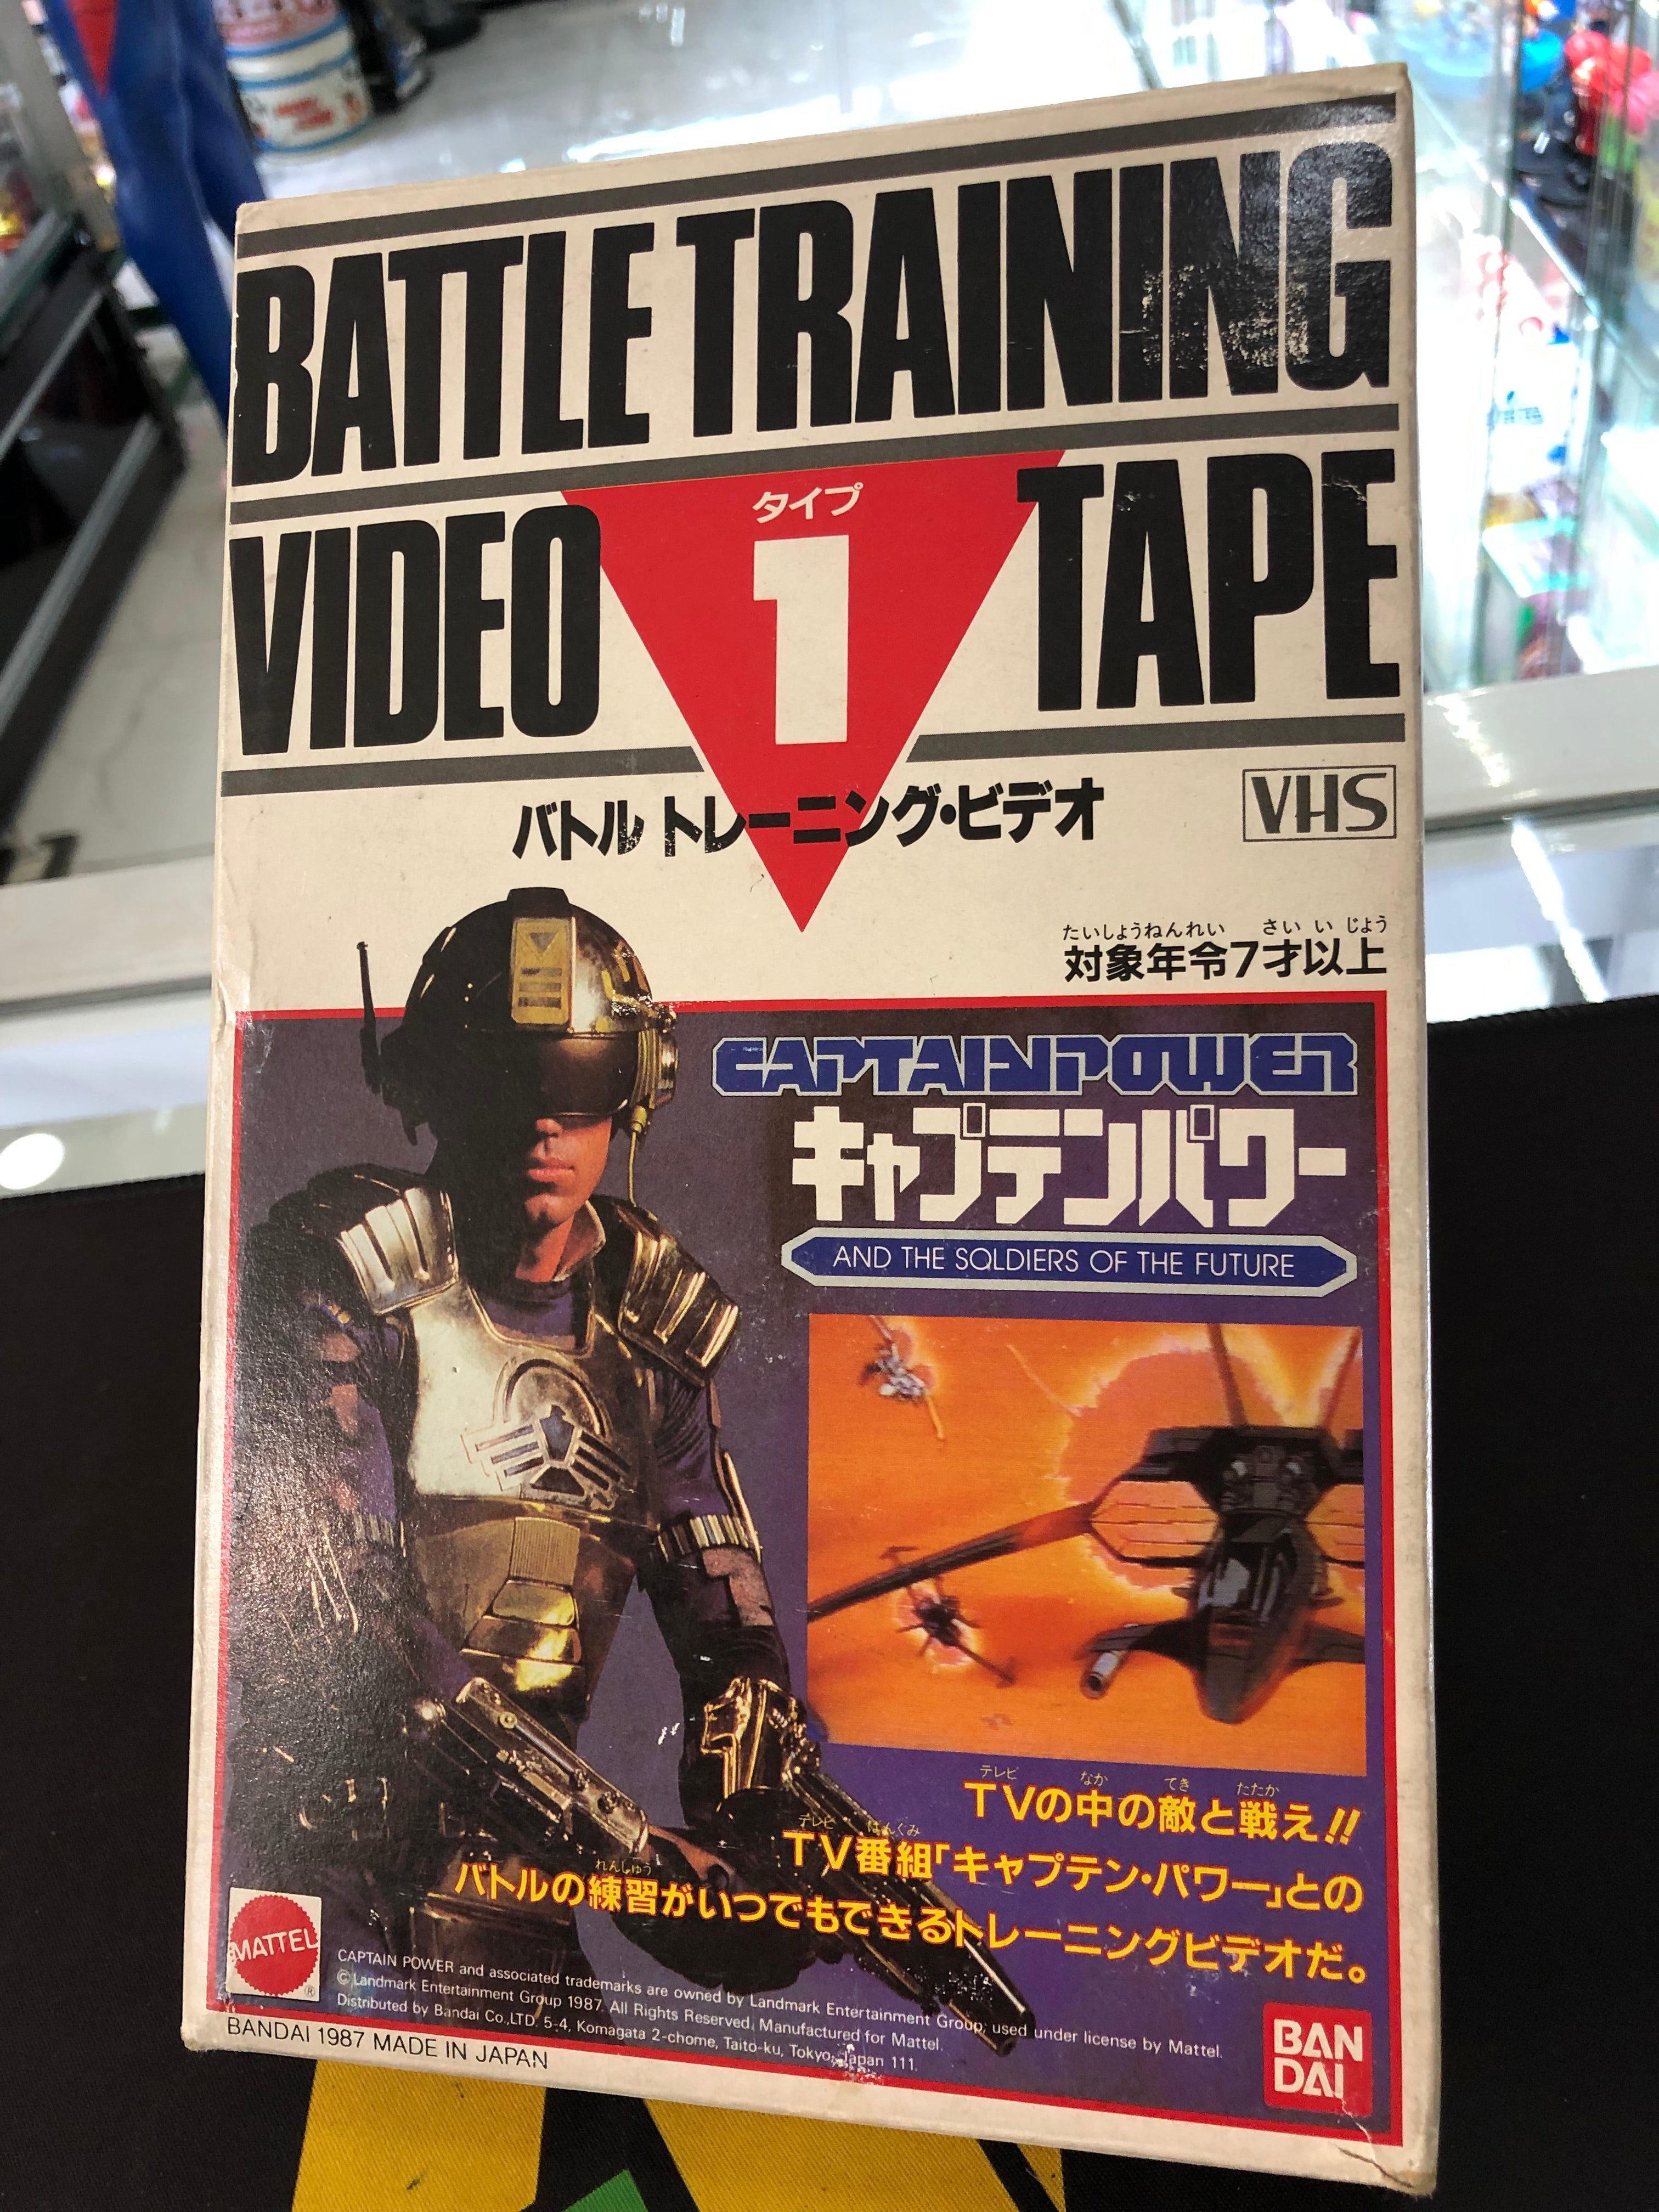 BATTLE TRAINING
VIDEO
タイプ
1
TAPE
バトル トレーニング・ビデオ
VHS
たいしょうねんれい さい い じょう
対象年令7才以上
CAPTAIN POWER
キャプテンパワー
AND THE SOLDIERS OF THE FUTURE
テレビ なか てき たたか
TVの中の敵と戦え!!
テレビ ばんぐみ
TV番組「キャプテン・パワー」との
れんしゅう
バトルの練習がいつでもできるトレーニングビデオだ。
MATTEL
®
CAPTAIN POWER and associated trademarks are owned by Landmark Entertainment Group; used under license by Mattel.
© Landmark Entertainment Group 1987. All Rights Reserved. Manufactured for Mattel.
Distributed by Bandai Co.,LTD. 5-4, Komagata 2-chome, Taito-ku, Tokyo, Japan 111.
BANDAI 1987 MADE IN JAPAN
BAN
DAI